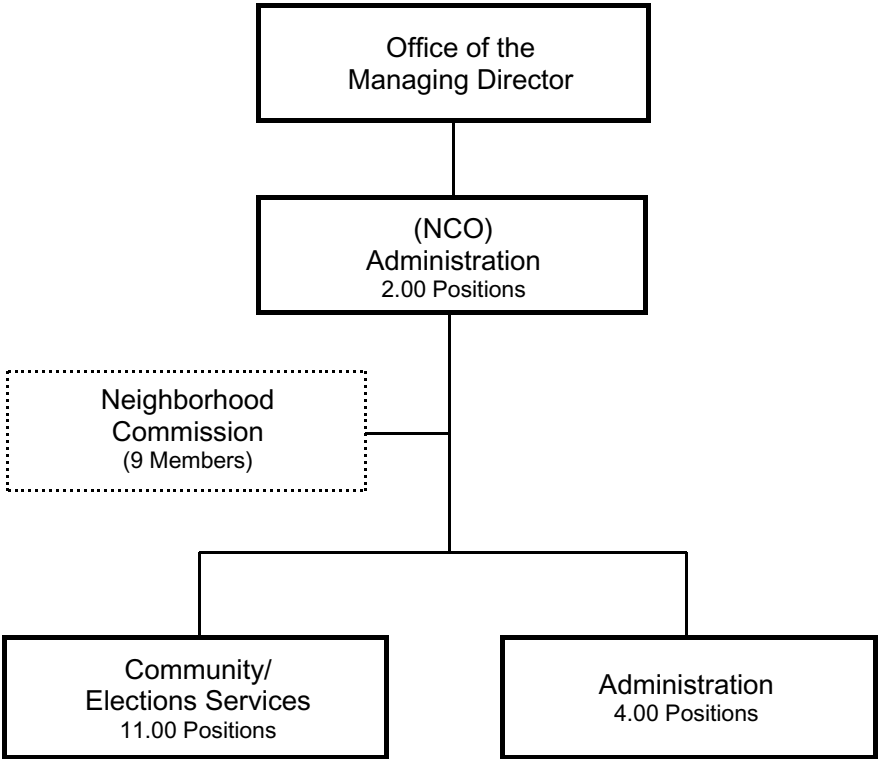 Office of the
Managing Director
(NCO)
Administration
2.00 Positions
Neighborhood
Commission
(9 Members)
Community/
Elections Services
11.00 Positions
Administration
4.00 Positions